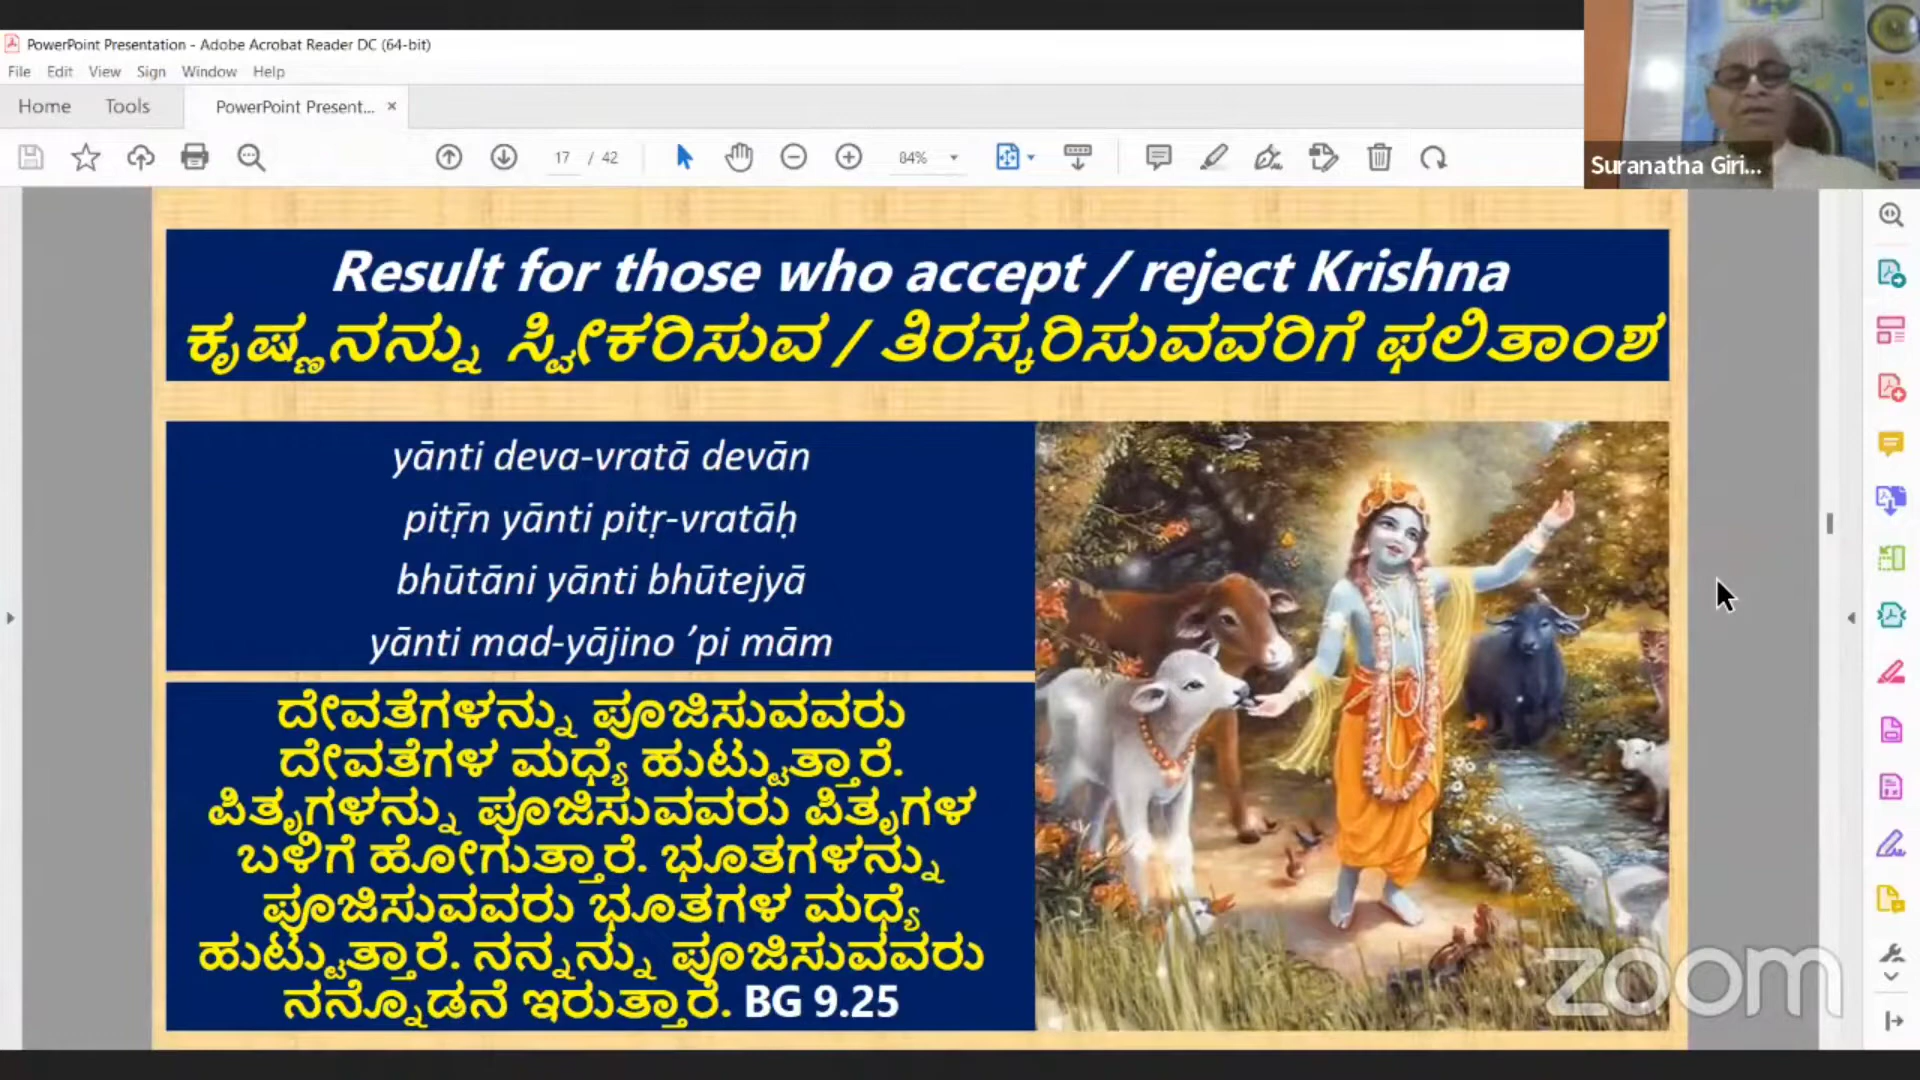 PowerPoint Presentation - Adobe Acrobat Reader DC (64-bit)
File Edit View Sign Window Help
Home Tools PowerPoint Present... ×
17 / 42 84%
Suranatha Giri...
Result for those who accept / reject Krishna
ಕೃಷ್ಣನನ್ನು ಸ್ವೀಕರಿಸುವ / ತಿರಸ್ಕರಿಸುವವರಿಗೆ ಫಲಿತಾಂಶ
yānti deva-vratā devān
pitṝn yānti pitṛ-vratāḥ
bhūtāni yānti bhūtejyā
yānti mad-yājino ’pi mām
ದೇವತೆಗಳನ್ನು ಪೂಜಿಸುವವರು
ದೇವತೆಗಳ ಮಧ್ಯೆ ಹುಟ್ಟುತ್ತಾರೆ.
ಪಿತೃಗಳನ್ನು ಪೂಜಿಸುವವರು ಪಿತೃಗಳ
ಬಳಿಗೆ ಹೋಗುತ್ತಾರೆ. ಭೂತಗಳನ್ನು
ಪೂಜಿಸುವವರು ಭೂತಗಳ ಮಧ್ಯೆ
ಹುಟ್ಟುತ್ತಾರೆ. ನನ್ನನ್ನು ಪೂಜಿಸುವವರು
ನನ್ನೊಡನೆ ಇರುತ್ತಾರೆ. BG 9.25
zoom